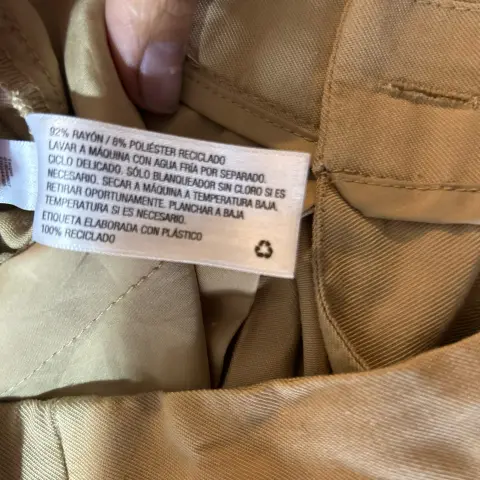 92% RAYÓN / 8% POLIÉSTER RECICLADO
LAVAR A MÁQUINA CON AGUA FRÍA POR SEPARADO.
CICLO DELICADO. SÓLO BLANQUEADOR SIN CLORO SI ES
NECESARIO. SECAR A MÁQUINA A TEMPERATURA BAJA.
RETIRAR OPORTUNAMENTE. PLANCHAR A BAJA
TEMPERATURA SI ES NECESARIO.
ETIQUETA ELABORADA CON PLÁSTICO
100% RECICLADO